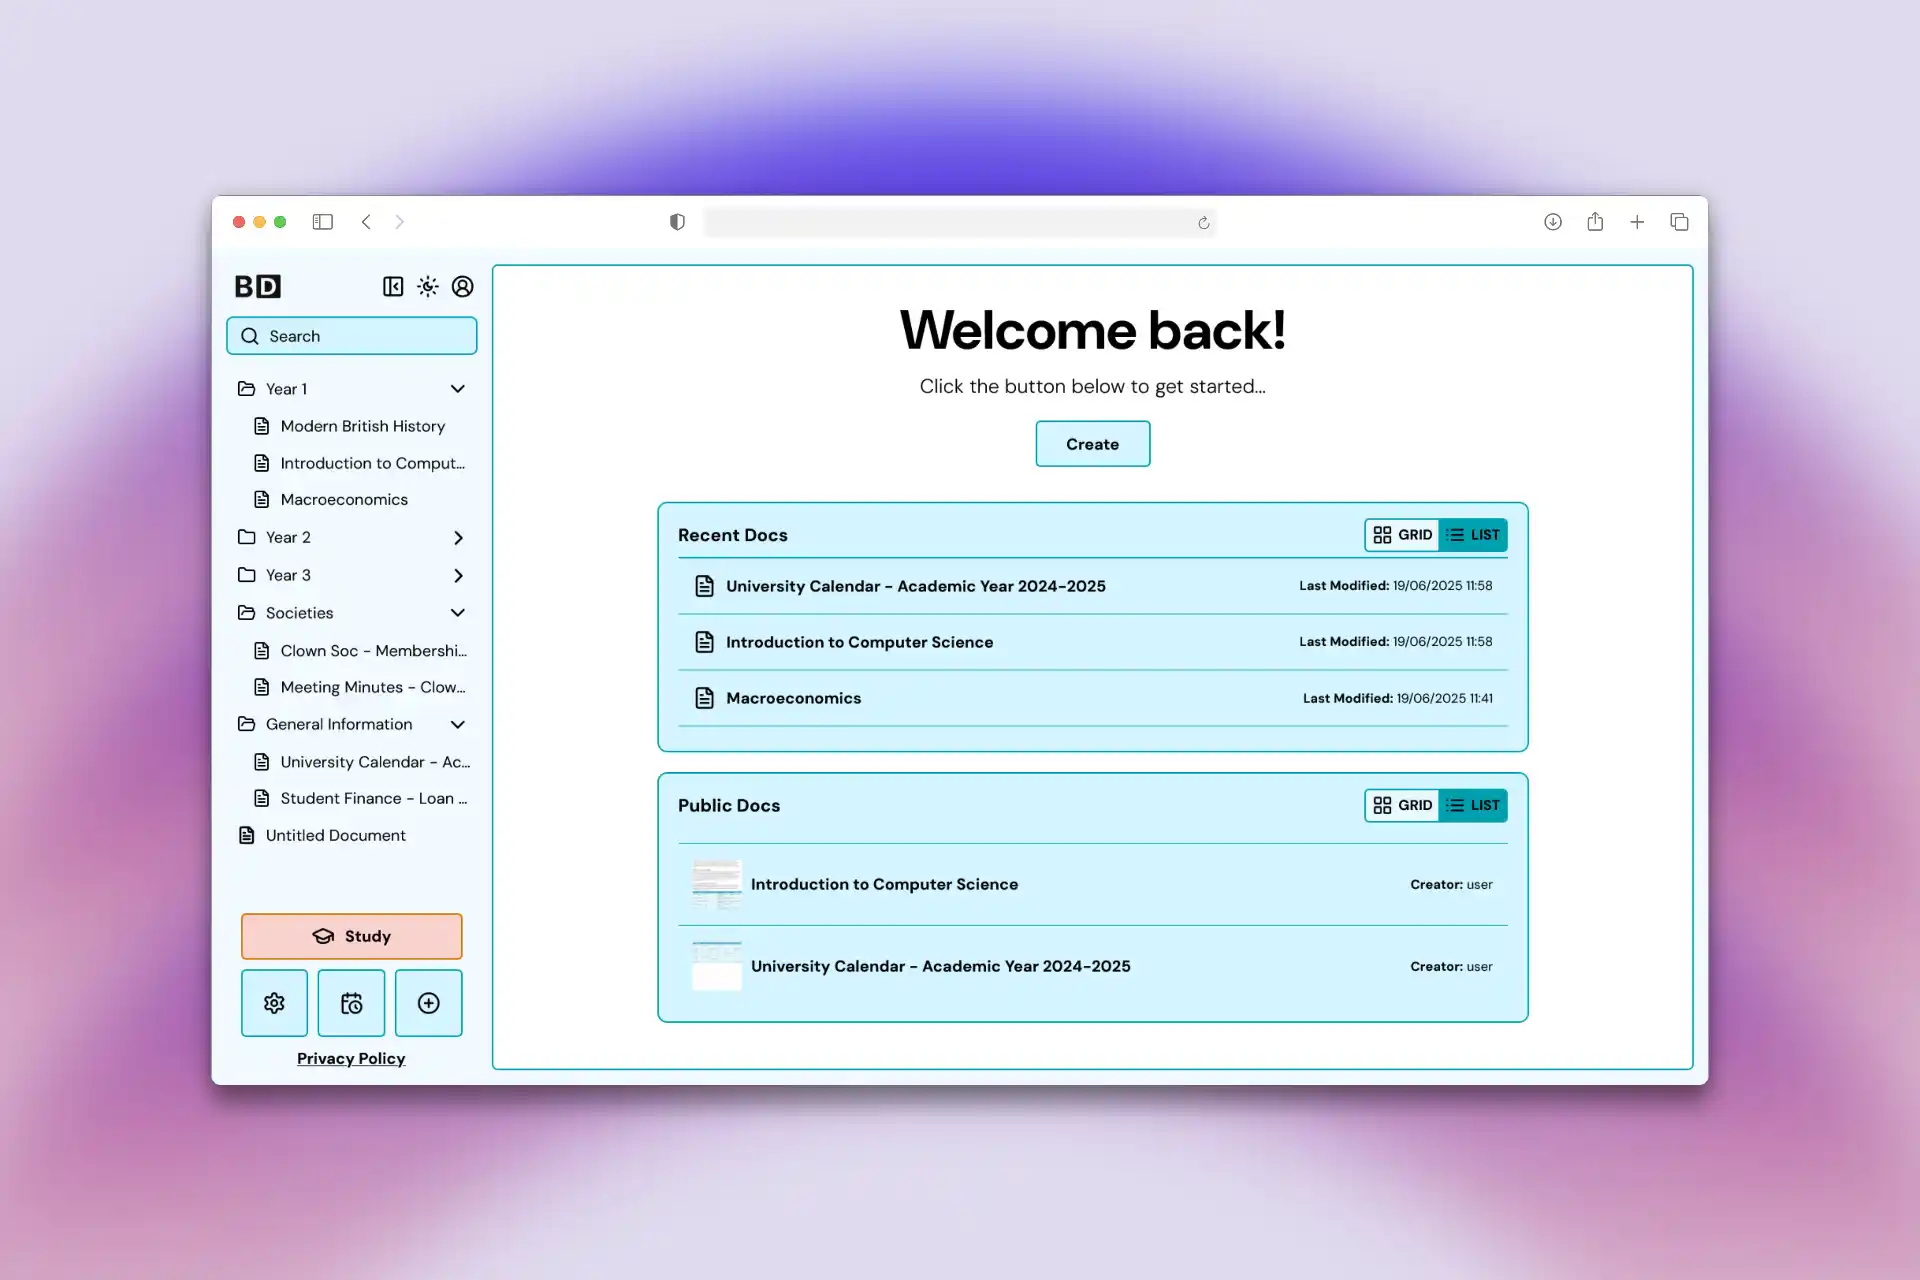 BD
Search
Year 1
Modern British History
Introduction to Comput...
Macroeconomics
Year 2
Year 3
Societies
Clown Soc - Membershi...
Meeting Minutes - Clow...
General Information
University Calendar - Ac...
Student Finance - Loan ...
Untitled Document
Study
Privacy Policy
Welcome back!
Click the button below to get started...
Create
Recent Docs
GRID LIST
University Calendar - Academic Year 2024-2025 Last Modified: 19/06/2025 11:58
Introduction to Computer Science Last Modified: 19/06/2025 11:58
Macroeconomics Last Modified: 19/06/2025 11:41
Public Docs
GRID LIST
Introduction to Computer Science Creator: user
University Calendar - Academic Year 2024-2025 Creator: user